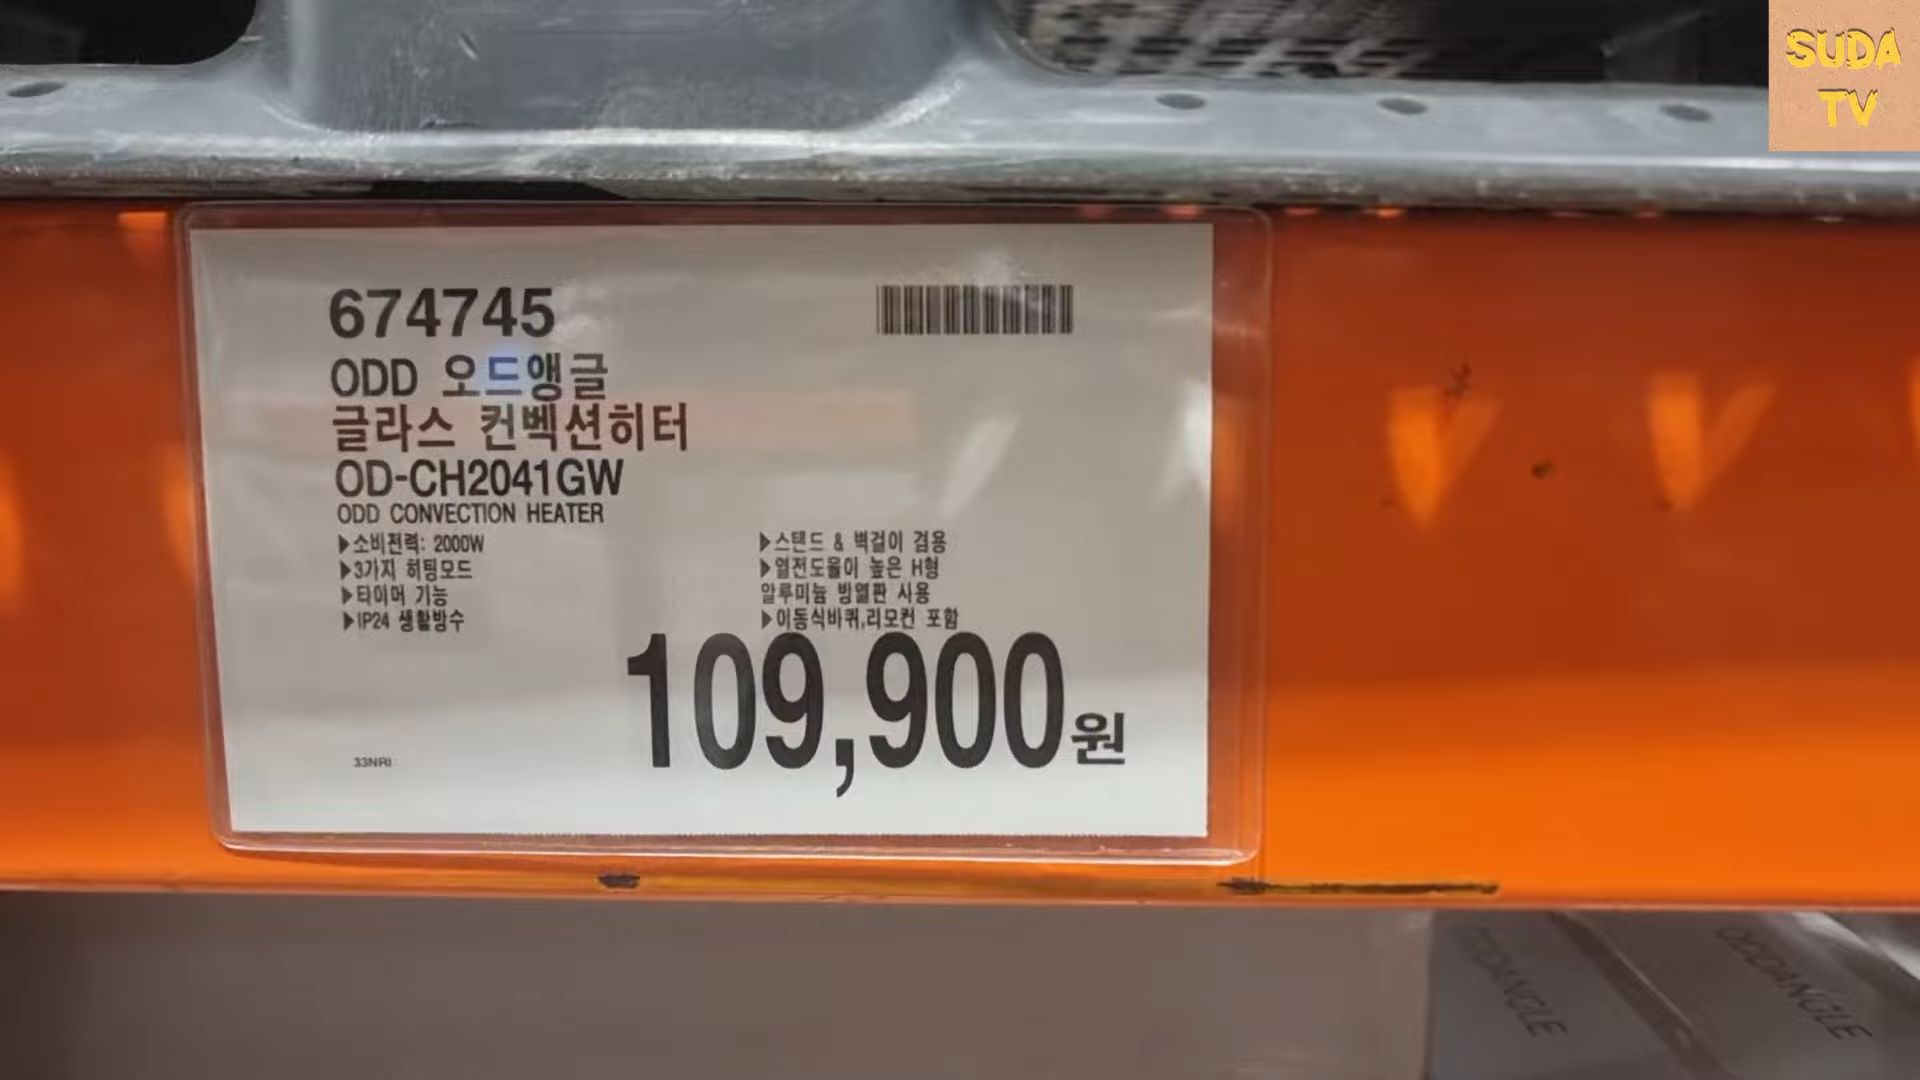 SUDA
TV
674745
ODD 오드앵글
글라스 컨벡션히터
OD-CH2041GW
ODD CONVECTION HEATER
▶소비전력: 2000W
▶3가지 히팅모드
▶타이머 기능
▶IP24 생활방수
▶스탠드 & 벽걸이 겸용
▶열전도율이 높은 H형
알루미늄 방열판 사용
▶이동식바퀴,리모컨 포함
109,900원
33NRI
ODDANGLE
ODDANGLE